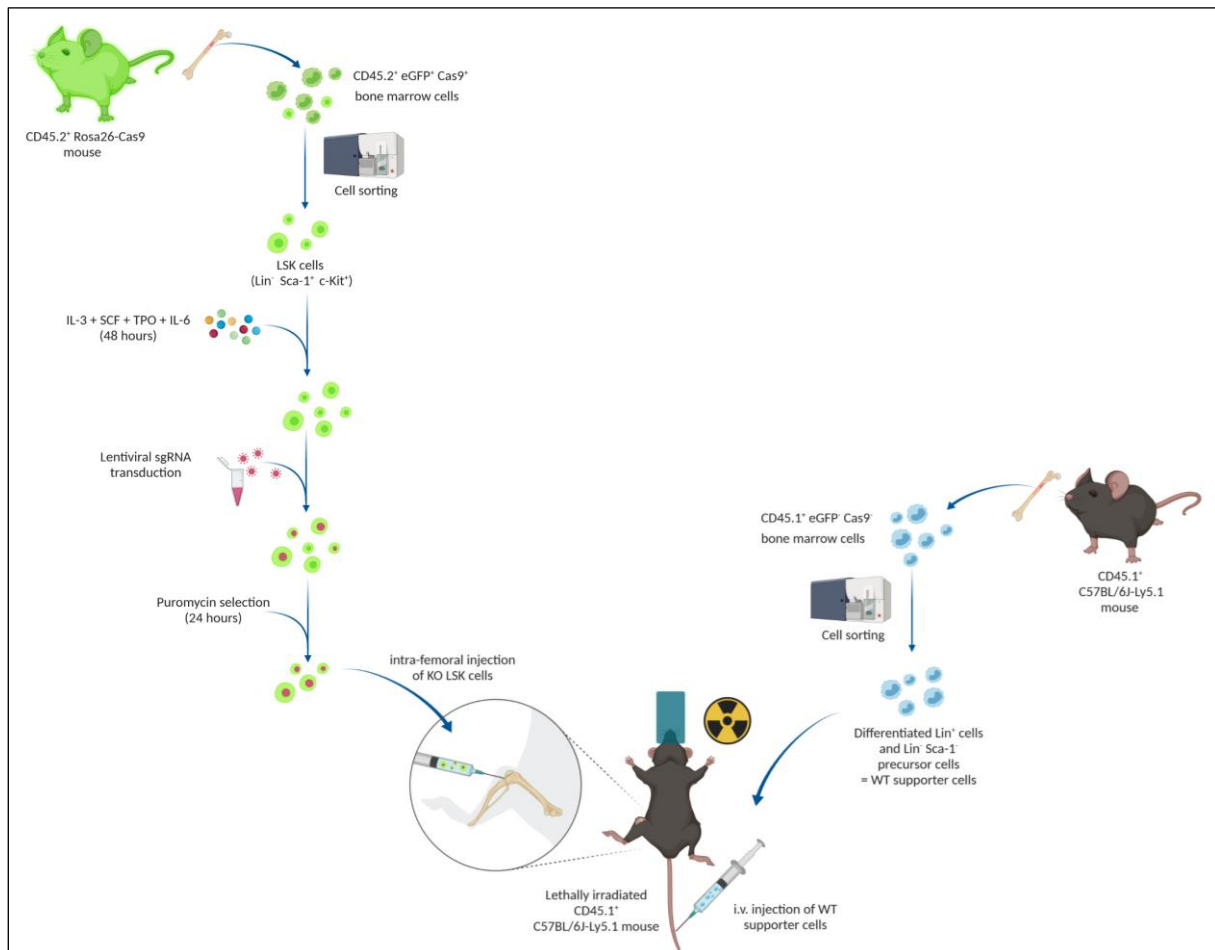 CD45.2⁺ Rosa26-Cas9
mouse
CD45.2⁺ eGFP⁺ Cas9⁺
bone marrow cells
Cell sorting
LSK cells
(Lin⁻ Sca-1⁺ c-Kit⁺)
IL-3 + SCF + TPO + IL-6
(48 hours)
Lentiviral sgRNA
transduction
Puromycin selection
(24 hours)
intra-femoral injection
of KO LSK cells
CD45.1⁺ eGFP⁻ Cas9⁻
bone marrow cells
CD45.1⁺
C57BL/6J-Ly5.1
mouse
Cell sorting
Differentiated Lin⁺ cells
and Lin⁻ Sca-1⁻
precursor cells
= WT supporter cells
Lethally irradiated
CD45.1⁺
C57BL/6J-Ly5.1 mouse
i.v. injection of WT
supporter cells